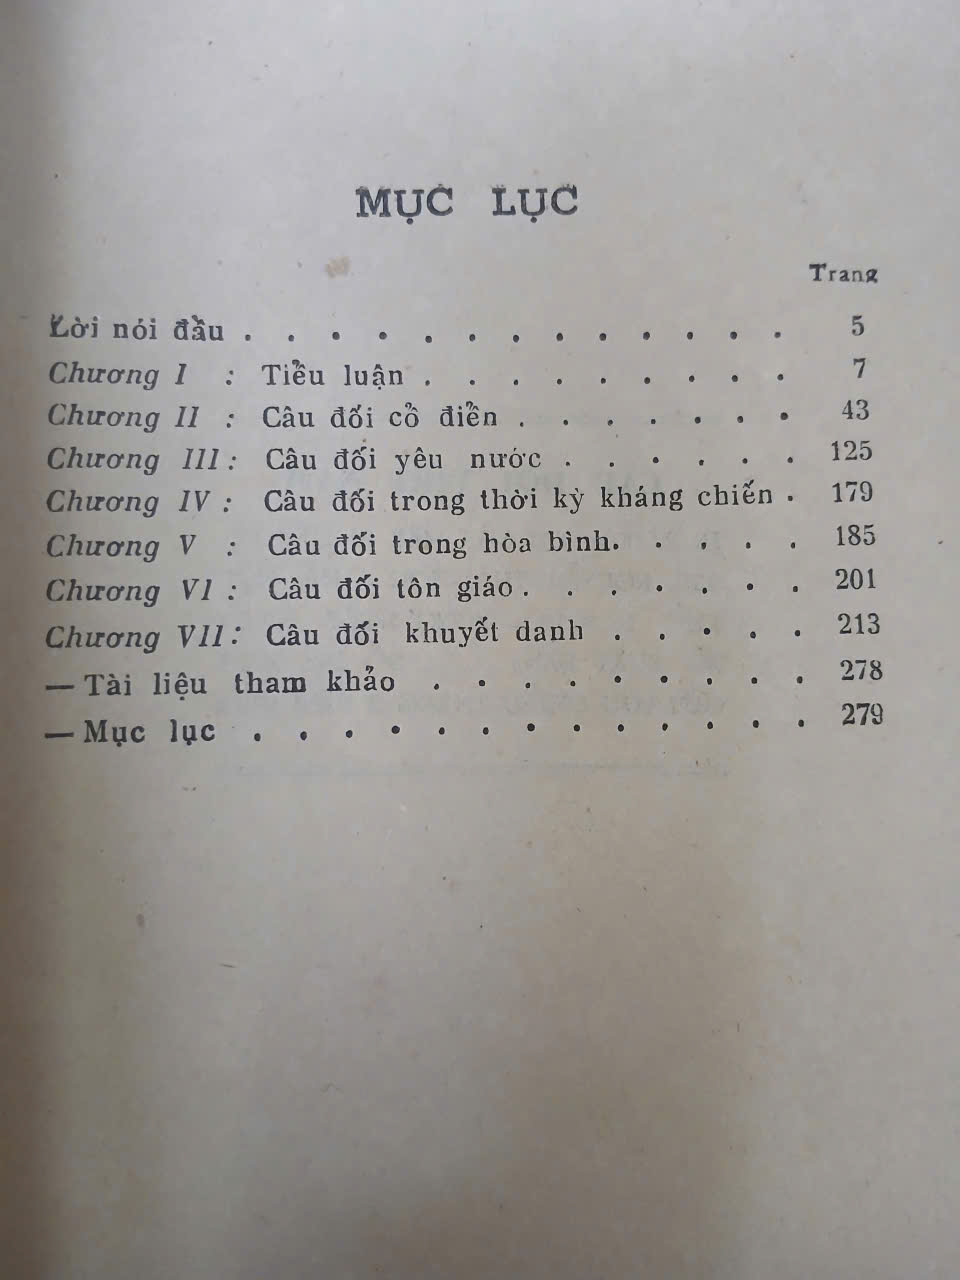 MỤC LỤC
Trang
Lời nói đầu . . . . . . . . . . . . . 5
Chương I : Tiểu luận . . . . . . . . . 7
Chương II : Câu đối cổ điển . . . . . . . 43
Chương III : Câu đối yêu nước . . . . . . 125
Chương IV : Câu đối trong thời kỳ kháng chiến . 179
Chương V : Câu đối trong hòa bình. . . . . 185
Chương VI : Câu đối tôn giáo . . . . . . . 201
Chương VII : Câu đối khuyết danh . . . . . 213
— Tài liệu tham khảo . . . . . . . . . 278
— Mục lục . . . . . . . . . . . . . 279